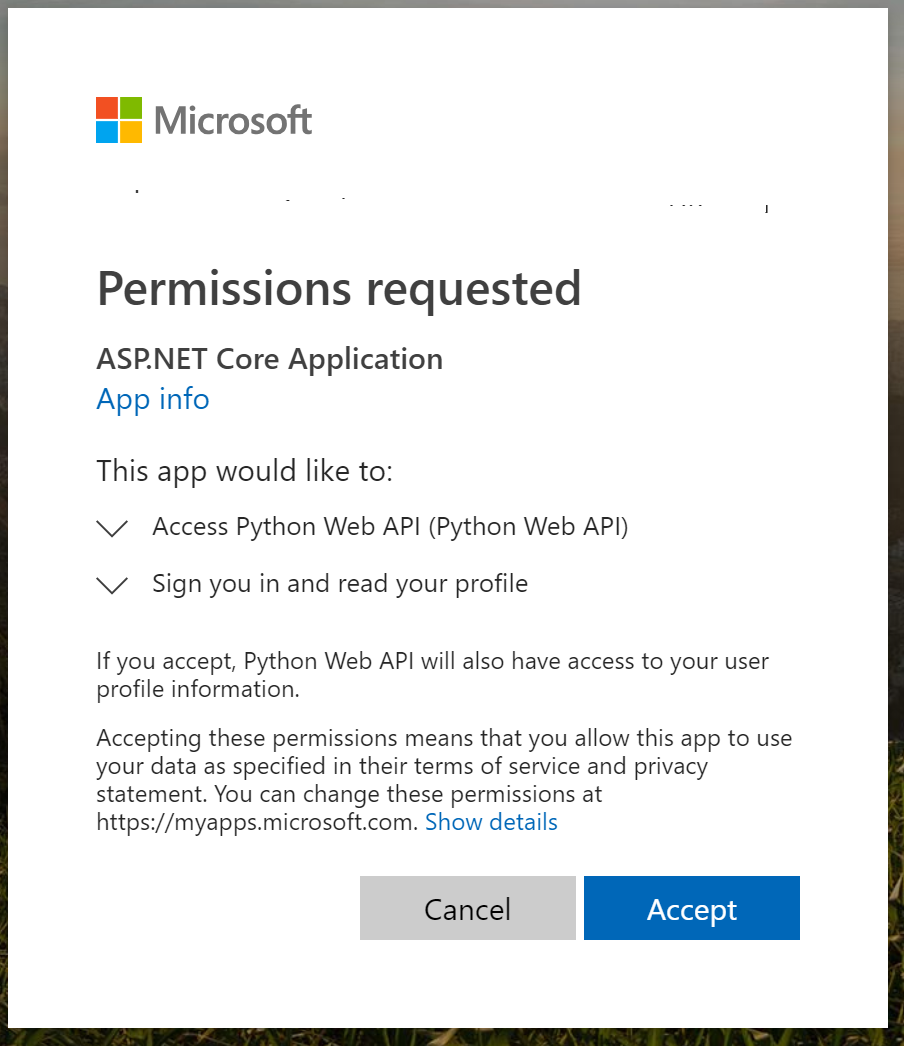 Microsoft
Permissions requested
ASP.NET Core Application
App info
This app would like to:
Access Python Web API (Python Web API)
Sign you in and read your profile
If you accept, Python Web API will also have access to your user
profile information.
Accepting these permissions means that you allow this app to use
your data as specified in their terms of service and privacy
statement. You can change these permissions at
https://myapps.microsoft.com. Show details
Cancel
Accept